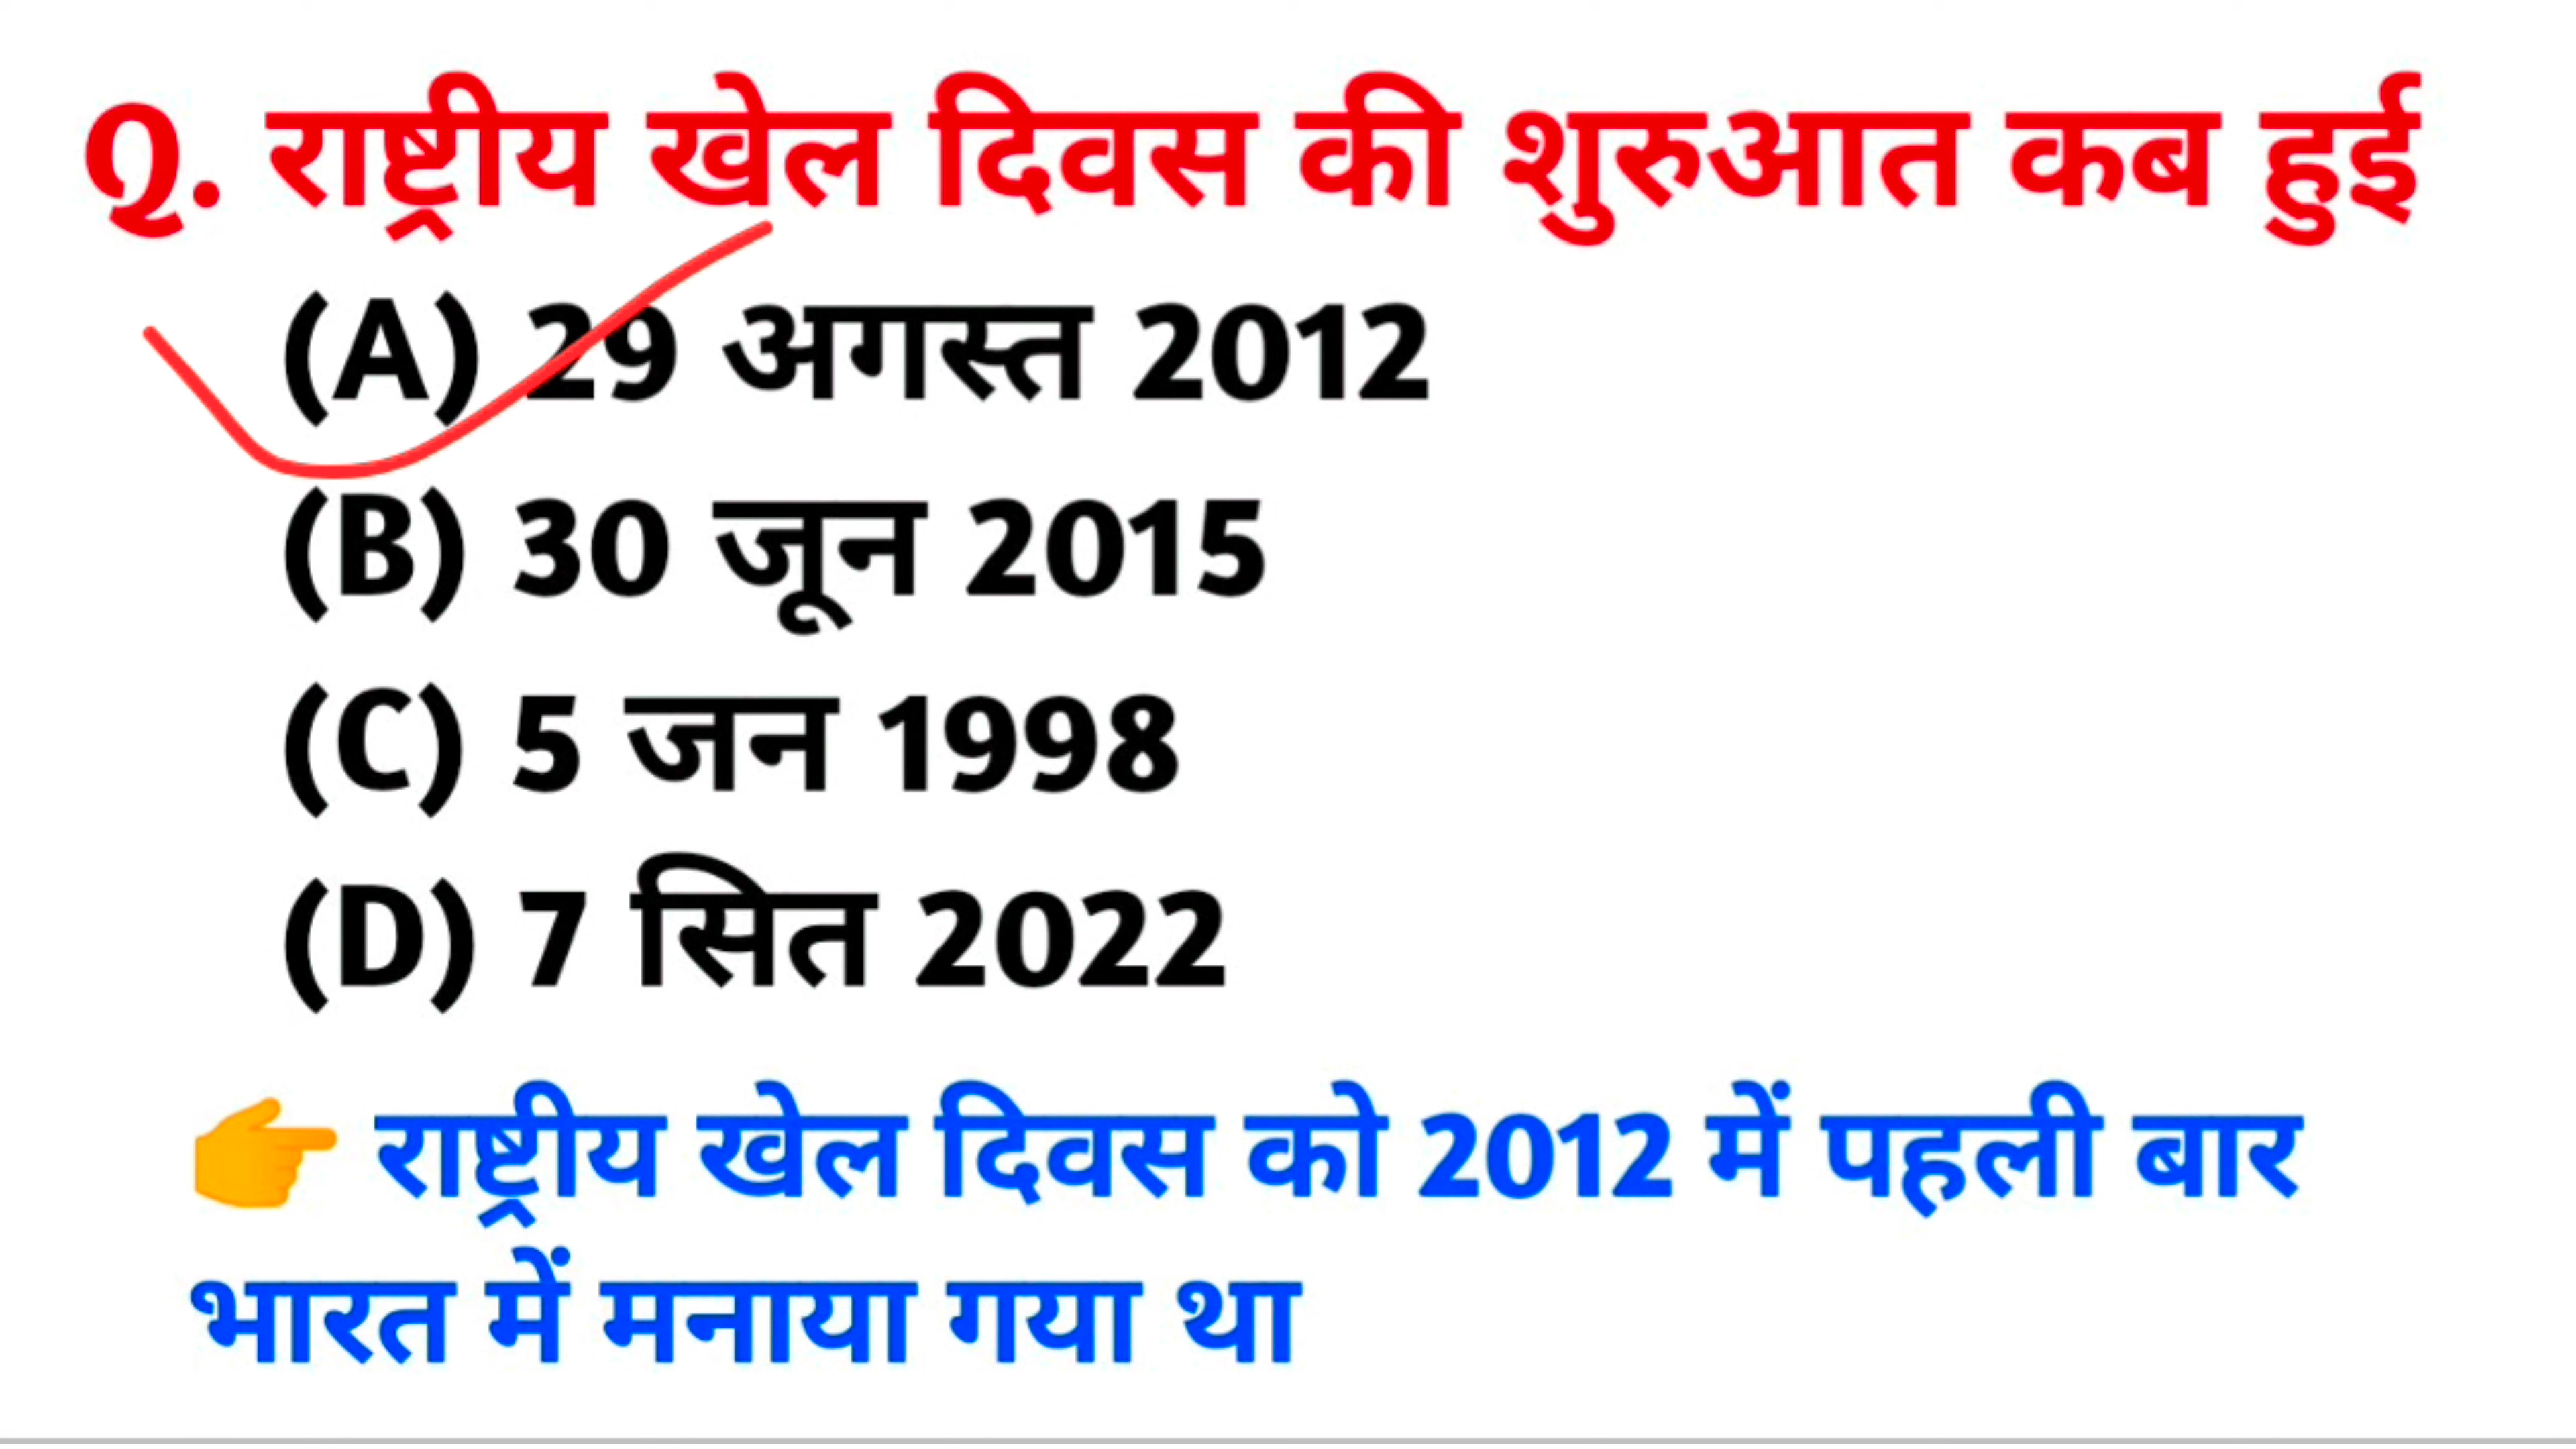 Q. राष्ट्रीय खेल दिवस की शुरुआत कब हुई
(A) 29 अगस्त 2012
(B) 30 जून 2015
(C) 5 जन 1998
(D) 7 सित 2022
👉 राष्ट्रीय खेल दिवस को 2012 में पहली बार
भारत में मनाया गया था